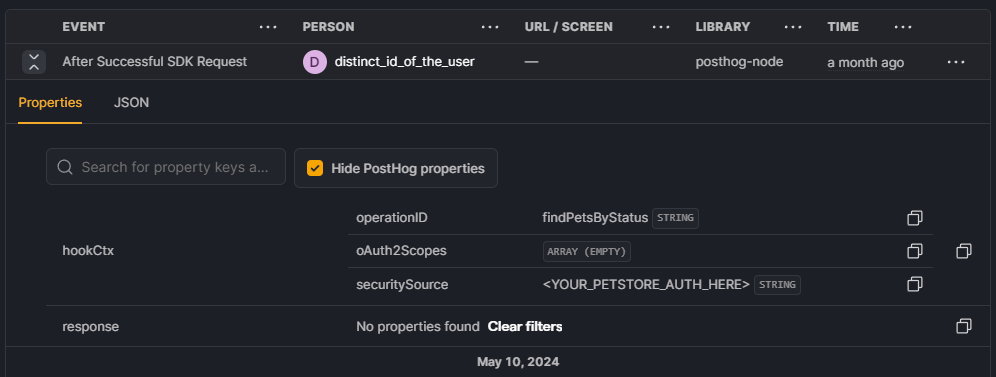 EVENT ··· PERSON ··· URL / SCREEN ··· LIBRARY ··· TIME ···
After Successful SDK Request D distinct_id_of_the_user — posthog-node a month ago ···
Properties JSON
Search for property keys a... Hide PostHog properties
operationID findPetsByStatus STRING
hookCtx oAuth2Scopes ARRAY (EMPTY)
securitySource <YOUR_PETSTORE_AUTH_HERE> STRING
response No properties found Clear filters
May 10, 2024